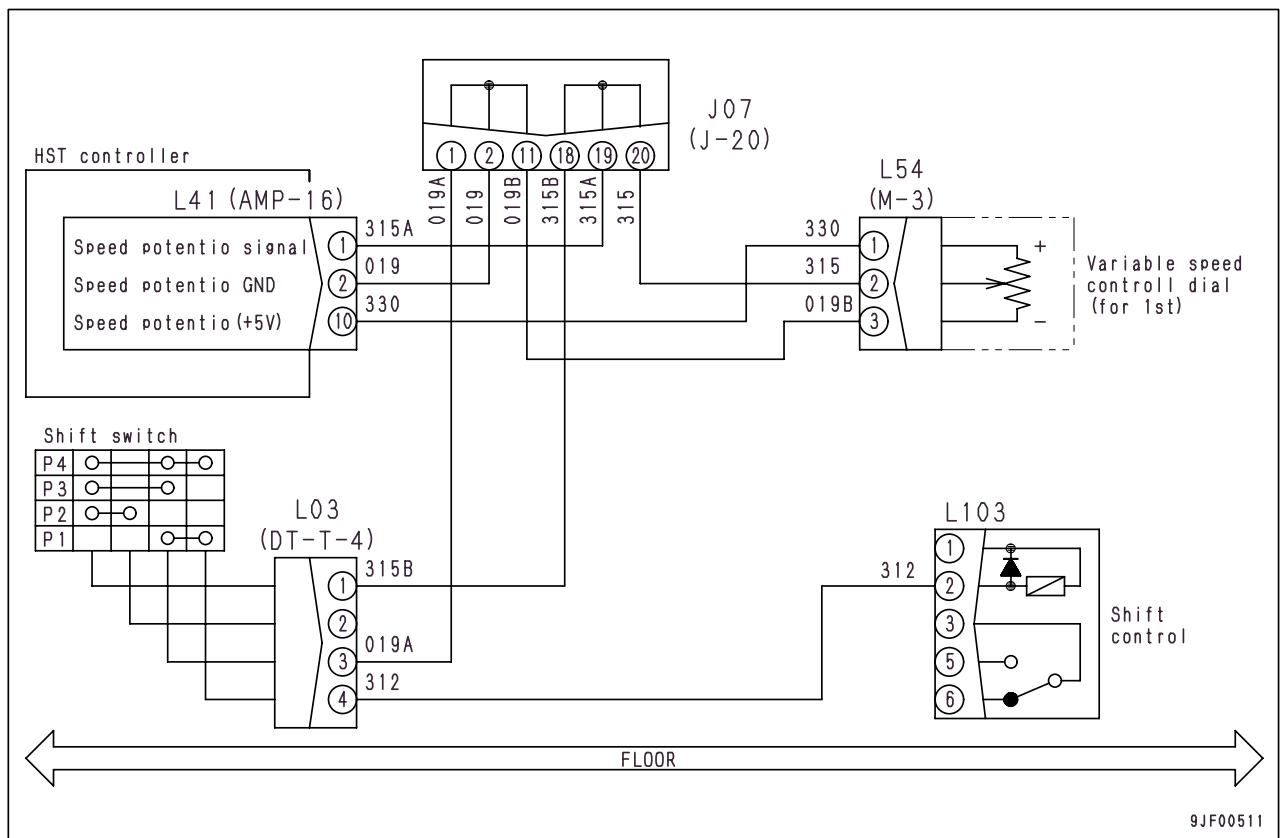 J07
(J-20)
1
2
11
18
19
20
019A
019
019B
315B
315A
315
HST controller
L41 (AMP-16)
Speed potentio signal
1
315A
Speed potentio GND
2
019
Speed potentio (+5V)
10
330
L54
(M-3)
330
1
315
2
019B
3
+
−
Variable speed
controll dial
(for 1st)
Shift switch
P4
P3
P2
P1
L03
(DT-T-4)
1
315B
2
3
019A
4
312
L103
312
1
2
3
5
6
Shift
control
FLOOR
9JF00511